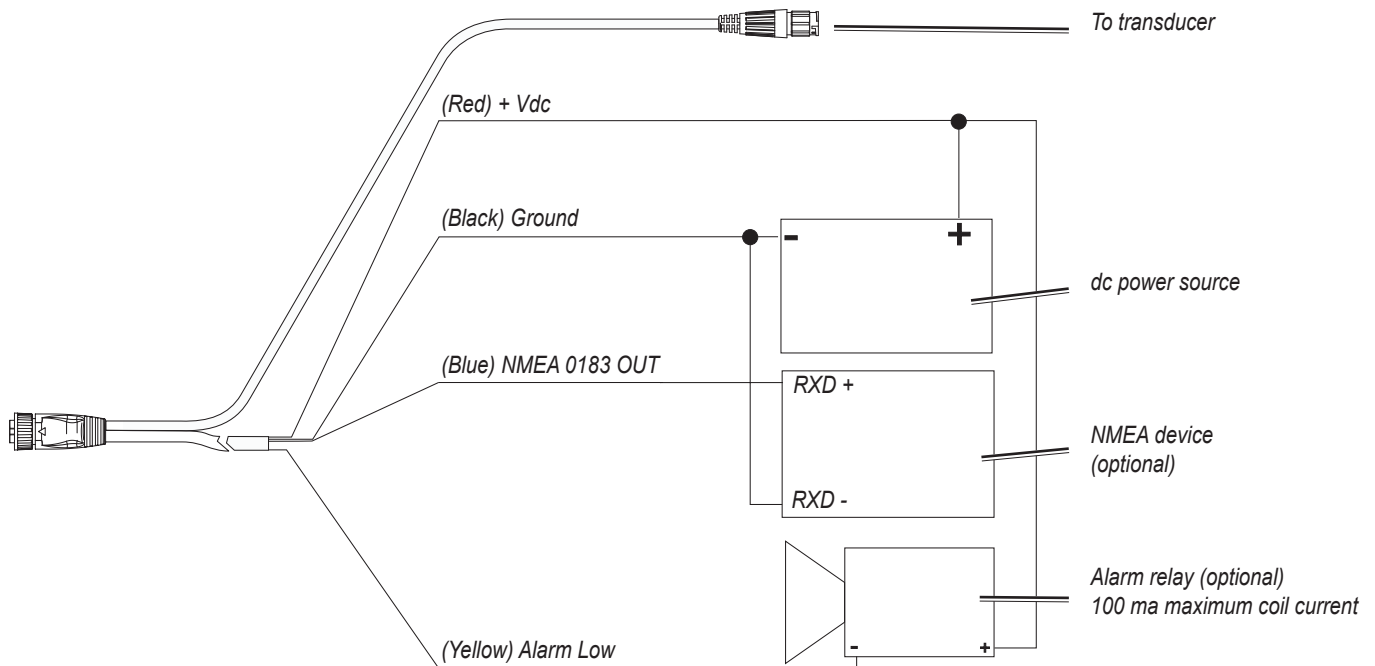 To transducer
(Red) + Vdc
(Black) Ground
- +
dc power source
(Blue) NMEA 0183 OUT
RXD +
NMEA device
(optional)
RXD -
Alarm relay (optional)
100 ma maximum coil current
(Yellow) Alarm Low
- +